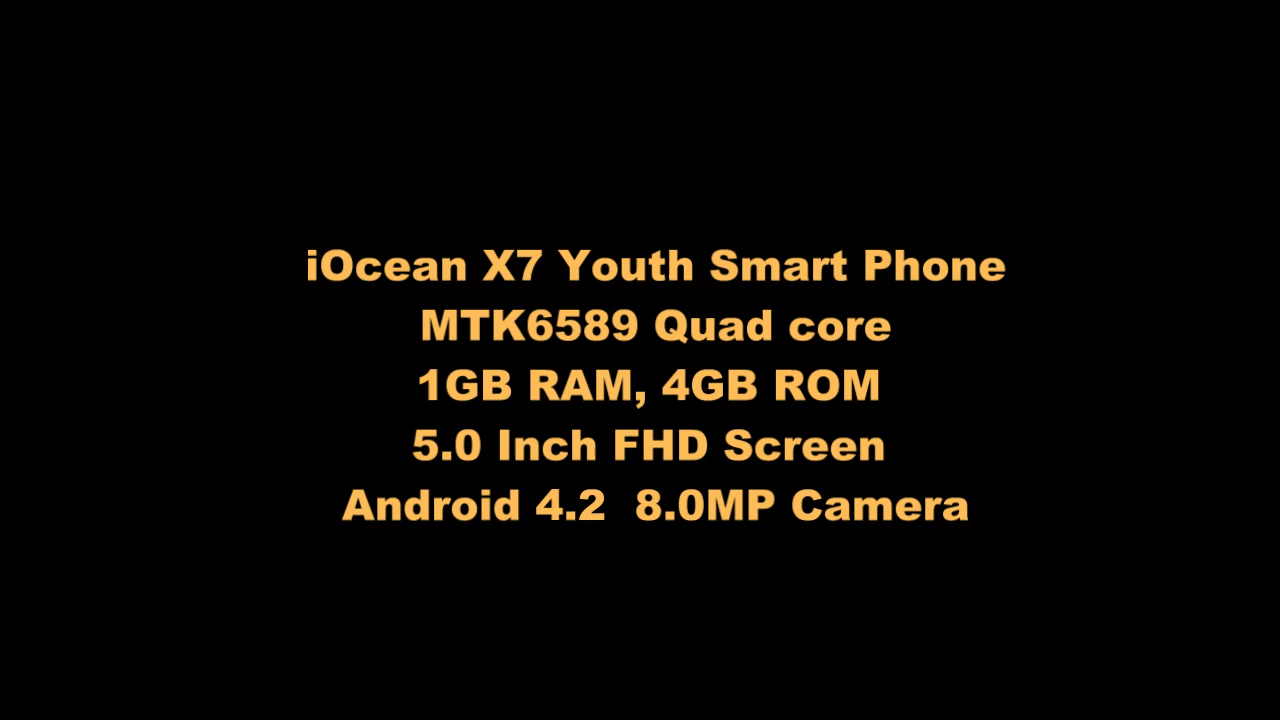 iOcean X7 Youth Smart Phone
MTK6589 Quad core
1GB RAM, 4GB ROM
5.0 Inch FHD Screen
Android 4.2  8.0MP Camera